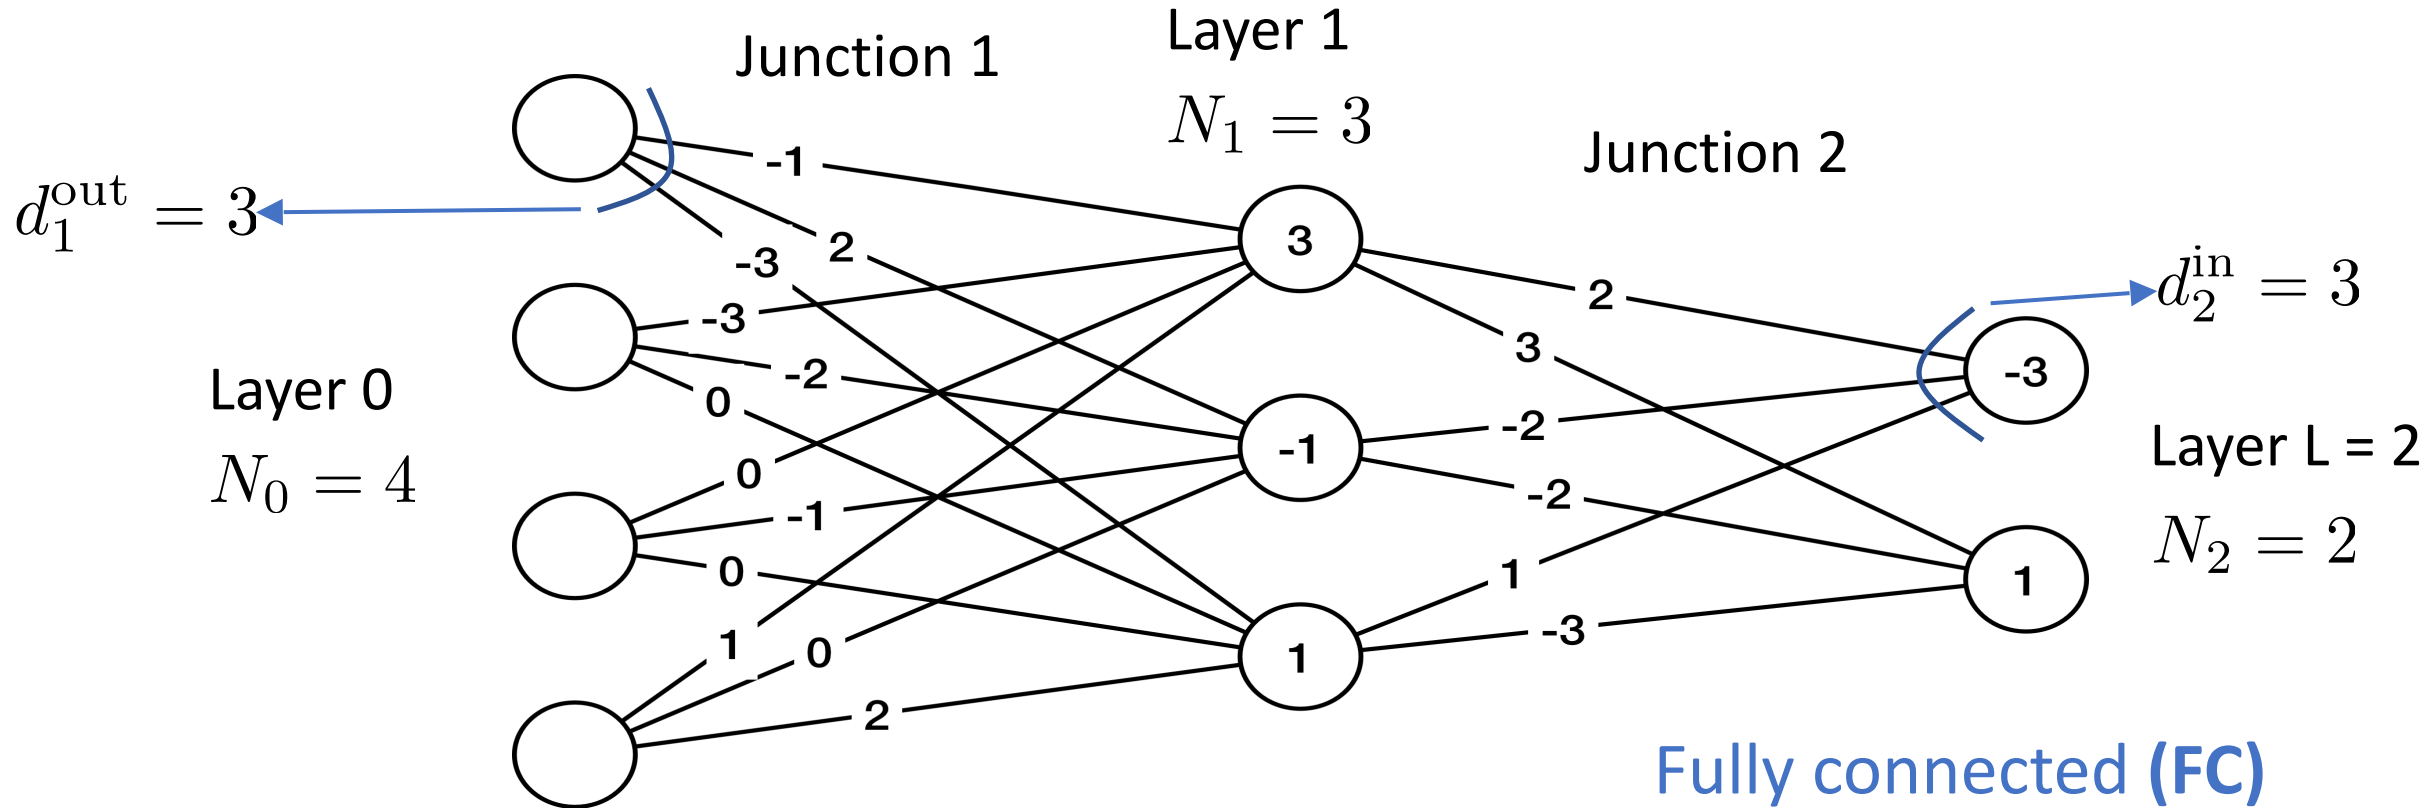 Layer 1
Junction 1
N_1 = 3
Junction 2
-1
d_1^out = 3
2
3
-3
d_2^in = 3
2
-3
3
-3
-2
Layer 0
0
-2
-1
Layer L = 2
N_0 = 4
0
-2
-1
N_2 = 2
0
1
1
1
0
1
-3
2
Fully connected (FC)